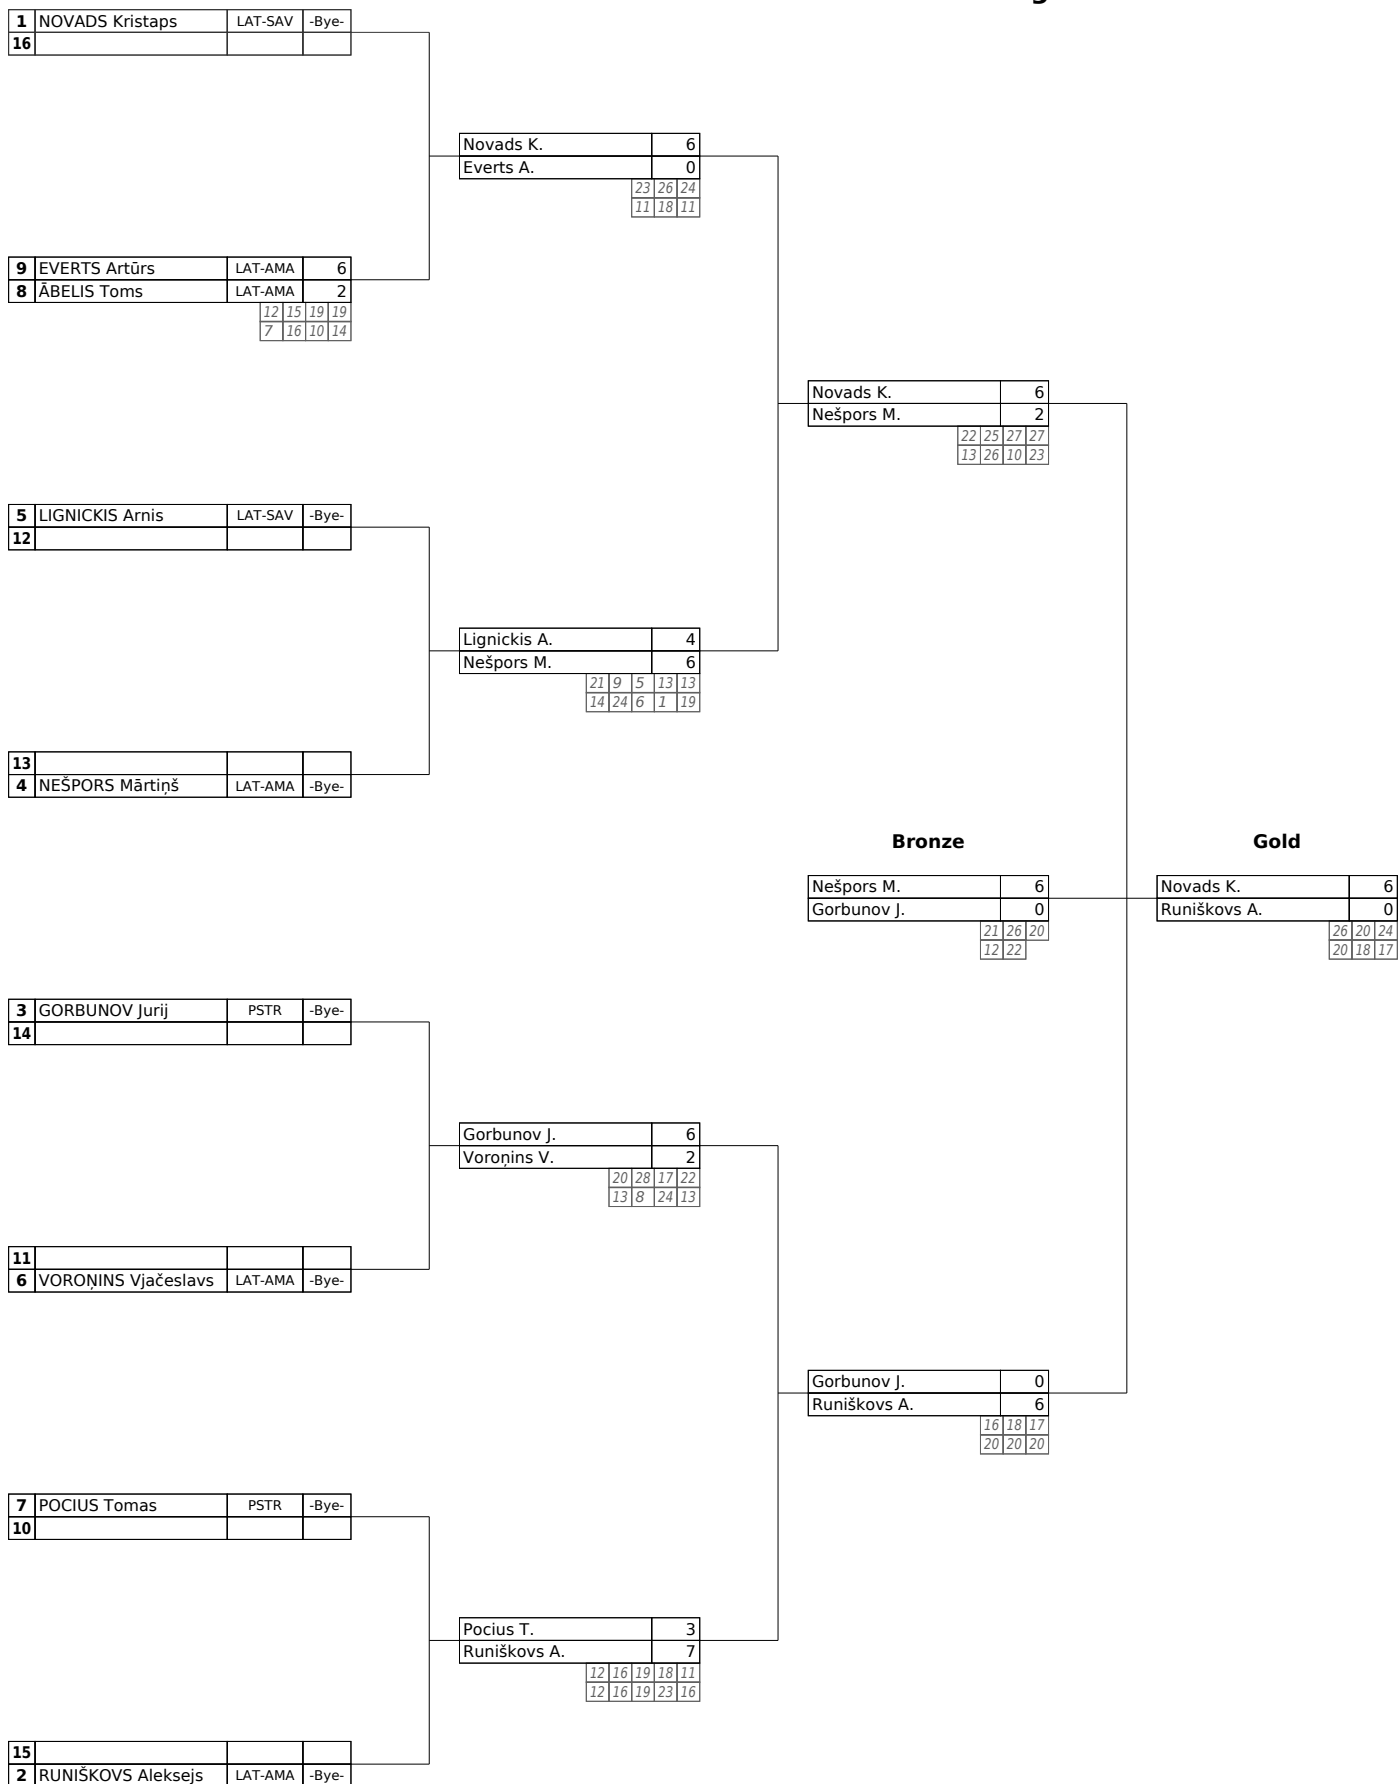 1 NOVADS Kristaps LAT-SAV -Bye-
16
Novads K. 6
Everts A. 0
23 26 24
11 18 11
9 EVERTS Artūrs LAT-AMA 6
8 ĀBELIS Toms LAT-AMA 2
12 15 19 19
7 16 10 14
Novads K. 6
Nešpors M. 2
22 25 27 27
13 26 10 23
5 LIGNICKIS Arnis LAT-SAV -Bye-
12
Lignickis A. 4
Nešpors M. 6
21 9 5 13 13
14 24 6 1 19
13
4 NEŠPORS Mārtiņš LAT-AMA -Bye-
Bronze Gold
Nešpors M. 6 Novads K. 6
Gorbunov J. 0 Runiškovs A. 0
21 26 20 26 20 24
12 22 20 18 17
3 GORBUNOV Jurij PSTR -Bye-
14
Gorbunov J. 6
Voroņins V. 2
20 28 17 22
13 8 24 13
11
6 VOROŅINS Vjačeslavs LAT-AMA -Bye-
Gorbunov J. 0
Runiškovs A. 6
16 18 17
20 20 20
7 POCIUS Tomas PSTR -Bye-
10
Pocius T. 3
Runiškovs A. 7
12 16 19 18 11
12 16 19 23 16
15
2 RUNIŠKOVS Aleksejs LAT-AMA -Bye-